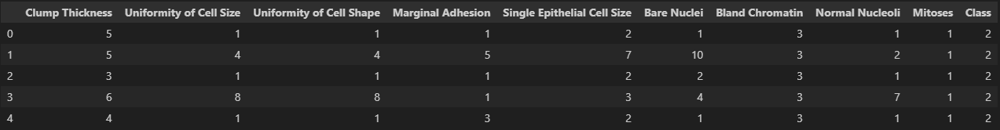 Clump Thickness Uniformity of Cell Size Uniformity of Cell Shape Marginal Adhesion Single Epithelial Cell Size Bare Nuclei Bland Chromatin Normal Nucleoli Mitoses Class
0 5 1 1 1 2 1 3 1 1 2
1 5 4 4 5 7 10 3 2 1 2
2 3 1 1 1 2 2 3 1 1 2
3 6 8 8 1 3 4 3 7 1 2
4 4 1 1 3 2 1 3 1 1 2